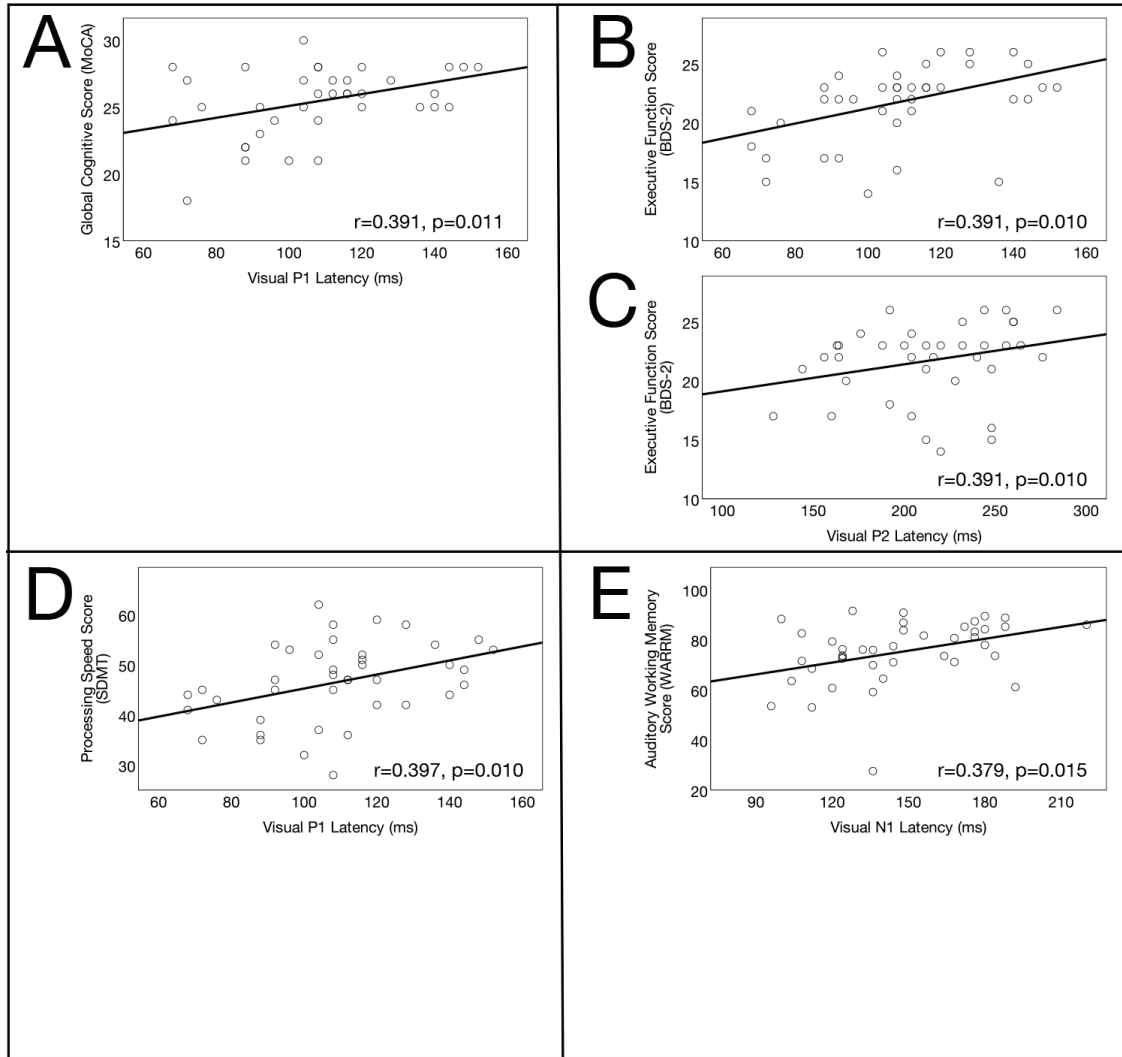 A
Global Cognitive Score (MoCA)
30
25
20
15
r=0.391, p=0.011
60 80 100 120 140 160
Visual P1 Latency (ms)
B
Executive Function Score
(BDS-2)
25
20
15
10
r=0.391, p=0.010
60 80 100 120 140 160
C
Executive Function Score
(BDS-2)
25
20
15
10
r=0.391, p=0.010
100 150 200 250 300
Visual P2 Latency (ms)
D
Processing Speed Score
(SDMT)
60
50
40
30
r=0.397, p=0.010
60 80 100 120 140 160
Visual P1 Latency (ms)
E
Auditory Working Memory
Score (WARRM)
100
80
60
40
20
r=0.379, p=0.015
90 120 150 180 210
Visual N1 Latency (ms)